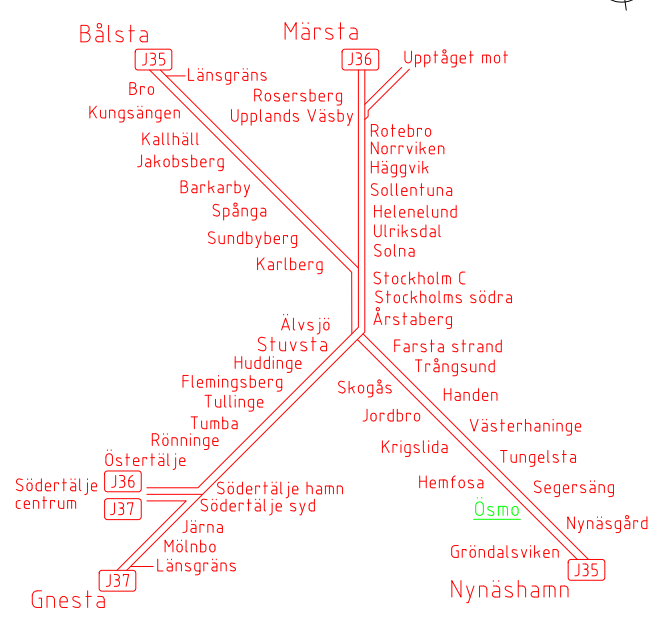 Bålsta
Märsta
J35
J36
Länsgräns
Upptåget mot
Bro
Rosersberg
Kungsängen
Upplands Väsby
Rotebro
Kallhäll
Norrviken
Jakobsberg
Häggvik
Barkarby
Sollentuna
Spånga
Helenelund
Ulriksdal
Sundbyberg
Solna
Karlberg
Stockholm C
Stockholms södra
Älvsjö
Årstaberg
Stuvsta
Farsta strand
Huddinge
Trångsund
Flemingsberg
Skogås
Handen
Tullinge
Jordbro
Tumba
Västerhaninge
Rönninge
Krigslida
Östertälje
Tungelsta
Södertälje
centrum
J36
J37
Södertälje hamn
Södertälje syd
Hemfosa
Segersäng
Ösmo
Järna
Nynäsgård
Mölnbo
Gröndalsviken
Länsgräns
J37
J35
Gnesta
Nynäshamn